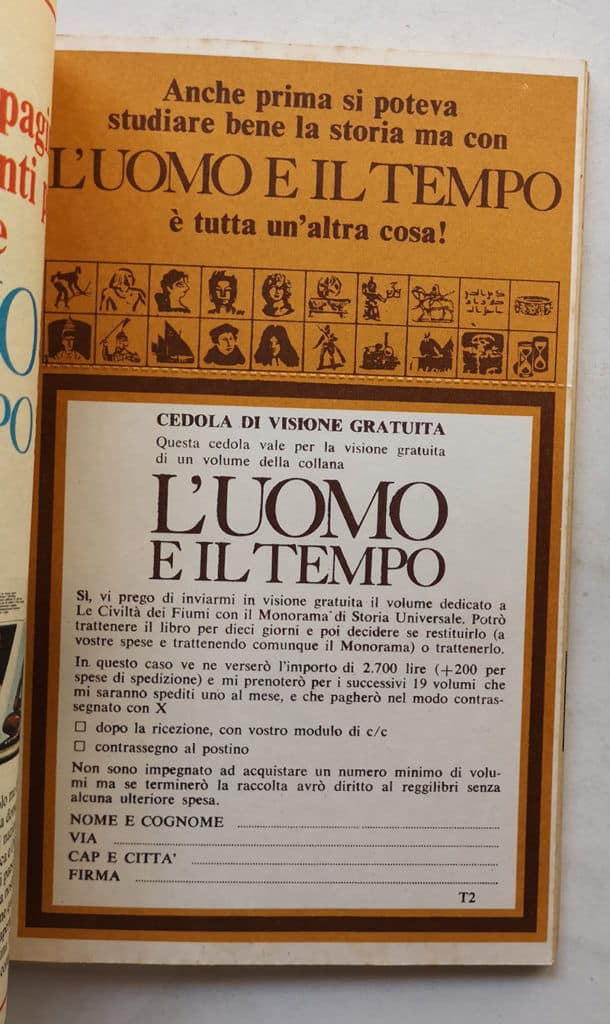 Anche prima si poteva
studiare bene la storia ma con
L'UOMO E IL TEMPO
è tutta un'altra cosa!
CEDOLA DI VISIONE GRATUITA
Questa cedola vale per la visione gratuita
di un volume della collana
L'UOMO
E IL TEMPO
Sì, vi prego di inviarmi in visione gratuita il volume dedicato a
Le Civiltà dei Fiumi con il Monorama di Storia Universale. Potrò
trattenere il libro per dieci giorni e poi decidere se restituirlo (a
vostre spese e trattenendo comunque il Monorama) o trattenerlo.
In questo caso ve ne verserò l'importo di 2.700 lire (+200 per
spese di spedizione) e mi prenoterò per i successivi 19 volumi che
mi saranno spediti uno al mese, e che pagherò nel modo contras-
segnato con X
□ dopo la ricezione, con vostro modulo di c/c
□ contrassegno al postino
Non sono impegnato ad acquistare un numero minimo di volu-
mi ma se terminerò la raccolta avrò diritto al reggilibri senza
alcuna ulteriore spesa.
NOME E COGNOME
VIA
CAP E CITTA'
FIRMA
T2